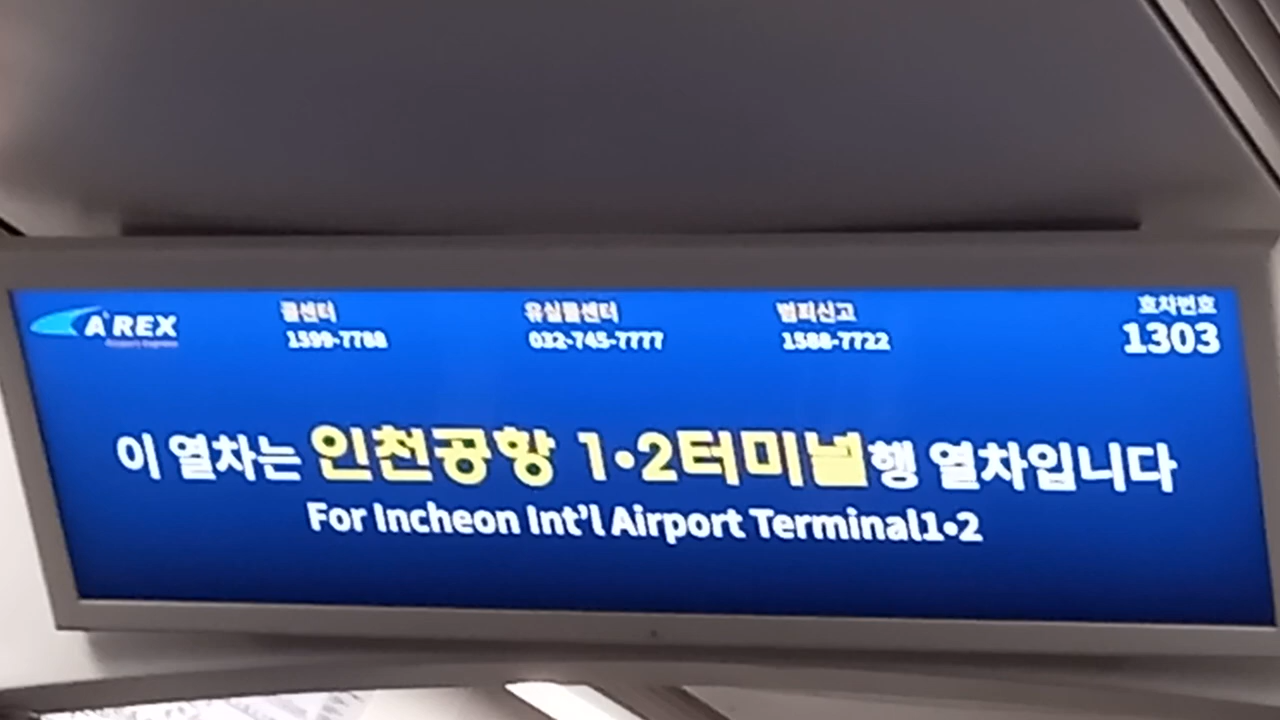 A'REX
콜센터
1599-7788
유실물센터
032-745-7777
범죄신고
1588-7722
호차번호
1303
이 열차는 인천공항 1•2터미널행 열차입니다
For Incheon Int'l Airport Terminal1•2